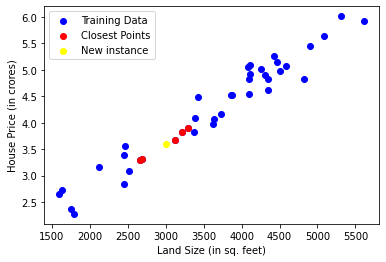 Training Data
Closest Points
New instance
House Price (in crores)
6.0
5.5
5.0
4.5
4.0
3.5
3.0
2.5
1500 2000 2500 3000 3500 4000 4500 5000 5500
Land Size (in sq. feet)